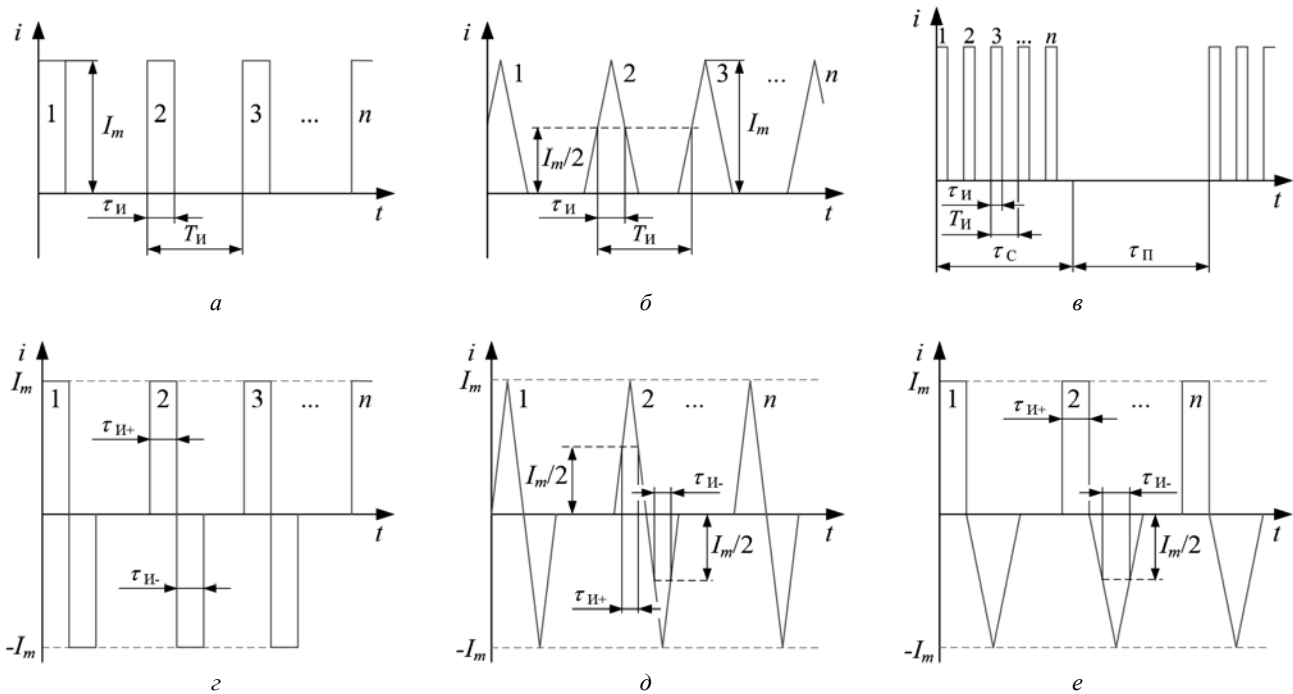 i
1
I_m
2
3
...
n
t
τ_И
T_И
а
i
1
2
3
...
n
I_m
I_m/2
t
τ_И
T_И
б
i
1 2 3 ... n
t
τ_И
T_И
τ_С
τ_П
в
i
I_m
1
2
3
...
n
τ_И+
t
τ_И-
-I_m
г
i
I_m
1
2
...
n
I_m/2
τ_И-
t
I_m/2
τ_И+
-I_m
д
i
I_m
1
τ_И+
2
...
n
τ_И-
t
I_m/2
-I_m
е